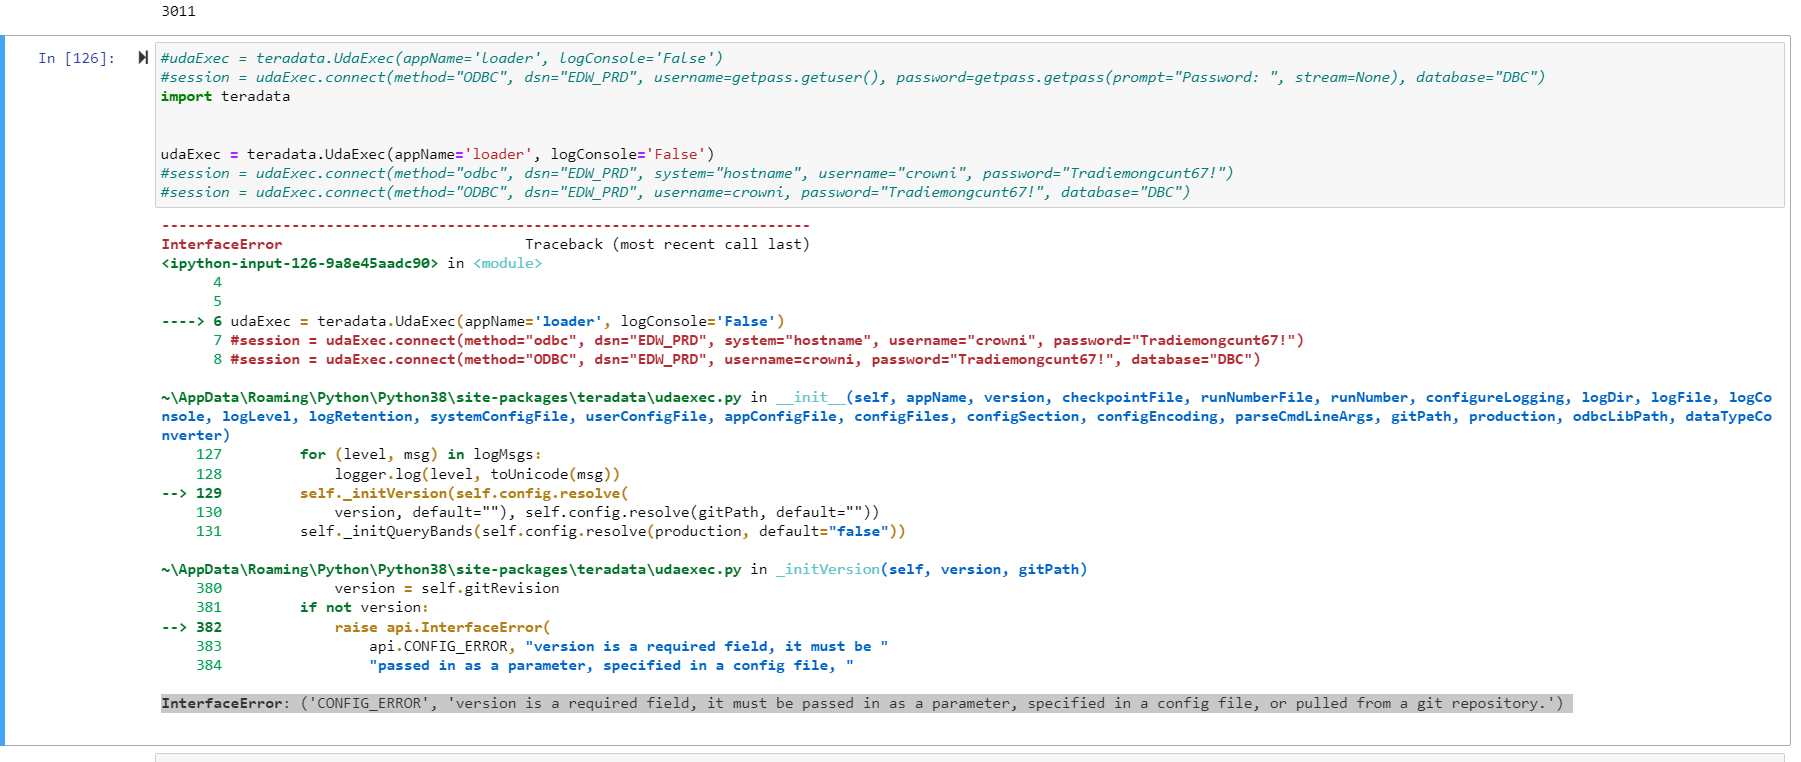 3011
In [126]:
#udaExec = teradata.UdaExec(appName='loader', logConsole='False')
#session = udaExec.connect(method="ODBC", dsn="EDW_PRD", username=getpass.getuser(), password=getpass.getpass(prompt="Password: ", stream=None), database="DBC")
import teradata
udaExec = teradata.UdaExec(appName='loader', logConsole='False')
#session = udaExec.connect(method="odbc", dsn="EDW_PRD", system="hostname", username="crowni", password="Tradiemongcunt67!")
#session = udaExec.connect(method="ODBC", dsn="EDW_PRD", username=crowni, password="Tradiemongcunt67!", database="DBC")
---------------------------------------------------------------------------
InterfaceError                            Traceback (most recent call last)
<ipython-input-126-9a8e45aadc90> in <module>
      4
      5
----> 6 udaExec = teradata.UdaExec(appName='loader', logConsole='False')
      7 #session = udaExec.connect(method="odbc", dsn="EDW_PRD", system="hostname", username="crowni", password="Tradiemongcunt67!")
      8 #session = udaExec.connect(method="ODBC", dsn="EDW_PRD", username=crowni, password="Tradiemongcunt67!", database="DBC")
~\AppData\Roaming\Python\Python38\site-packages\teradata\udaexec.py in __init__(self, appName, version, checkpointFile, runNumberFile, runNumber, configureLogging, logDir, logFile, logCo
nsole, logLevel, logRetention, systemConfigFile, userConfigFile, appConfigFile, configFiles, configSection, configEncoding, parseCmdLineArgs, gitPath, production, odbcLibPath, dataTypeCo
nverter)
    127         for (level, msg) in logMsgs:
    128             logger.log(level, toUnicode(msg))
--> 129         self._initVersion(self.config.resolve(
    130             version, default=""), self.config.resolve(gitPath, default=""))
    131         self._initQueryBands(self.config.resolve(production, default="false"))
~\AppData\Roaming\Python\Python38\site-packages\teradata\udaexec.py in _initVersion(self, version, gitPath)
    380             version = self.gitRevision
    381         if not version:
--> 382             raise api.InterfaceError(
    383                 api.CONFIG_ERROR, "version is a required field, it must be "
    384                 "passed in as a parameter, specified in a config file, "
InterfaceError: ('CONFIG_ERROR', 'version is a required field, it must be passed in as a parameter, specified in a config file, or pulled from a git repository.')